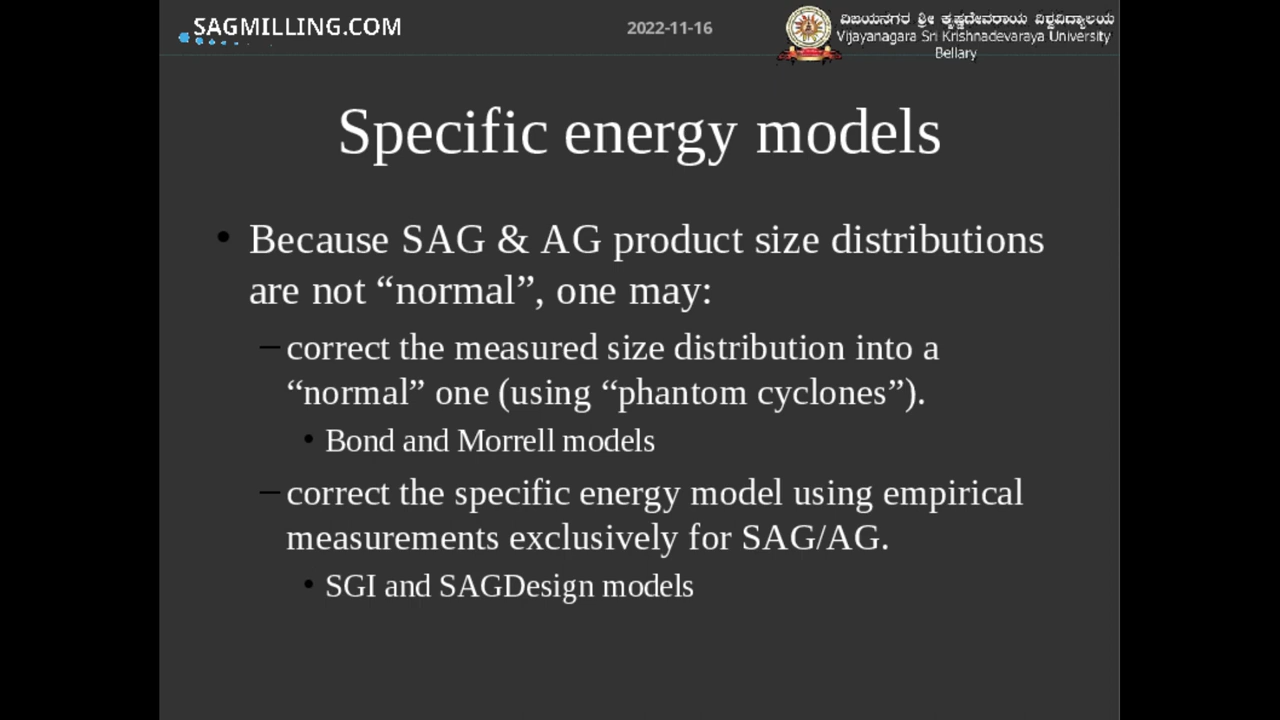 SAGMILLING.COM
2022-11-16
ವಿಜಯನಗರ ಶ್ರೀ ಕೃಷ್ಣದೇವರಾಯ ವಿಶ್ವವಿದ್ಯಾಲಯ
Vijayanagara Sri Krishnadevaraya University
Bellary
Specific energy models
• Because SAG & AG product size distributions
are not “normal”, one may:
– correct the measured size distribution into a
“normal” one (using “phantom cyclones”).
• Bond and Morrell models
– correct the specific energy model using empirical
measurements exclusively for SAG/AG.
• SGI and SAGDesign models